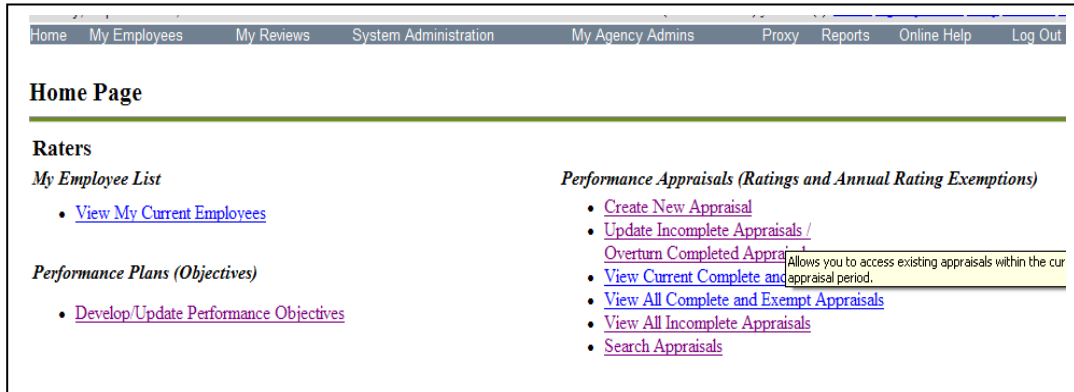 Home My Employees My Reviews System Administration My Agency Admins Proxy Reports Online Help Log Out
Home Page
Raters
My Employee List
• View My Current Employees
Performance Plans (Objectives)
• Develop/Update Performance Objectives
Performance Appraisals (Ratings and Annual Rating Exemptions)
• Create New Appraisal
• Update Incomplete Appraisals /
Overturn Completed
• View Current Complete and
Allows you to access existing appraisals within the
appraisal period.
• View All Complete and Exempt Appraisals
• View All Incomplete Appraisals
• Search Appraisals